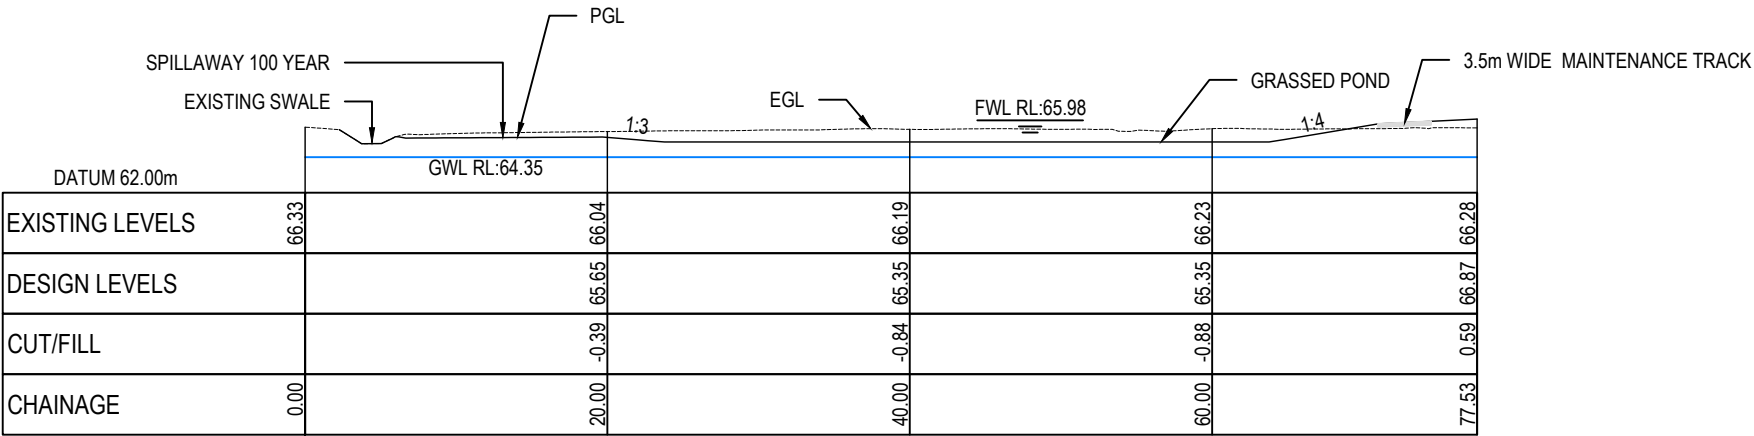 PGL
SPILLAWAY 100 YEAR
3.5m WIDE MAINTENANCE TRACK
GRASSED POND
EXISTING SWALE
EGL
FWL RL:65.98
1:3
1:4
GWL RL:64.35
DATUM 62.00m
EXISTING LEVELS 66.33 66.04 66.19 66.23 66.28
DESIGN LEVELS 65.65 65.35 65.35 66.87
CUT/FILL -0.39 -0.84 -0.88 0.59
CHAINAGE 0.00 20.00 40.00 60.00 77.53